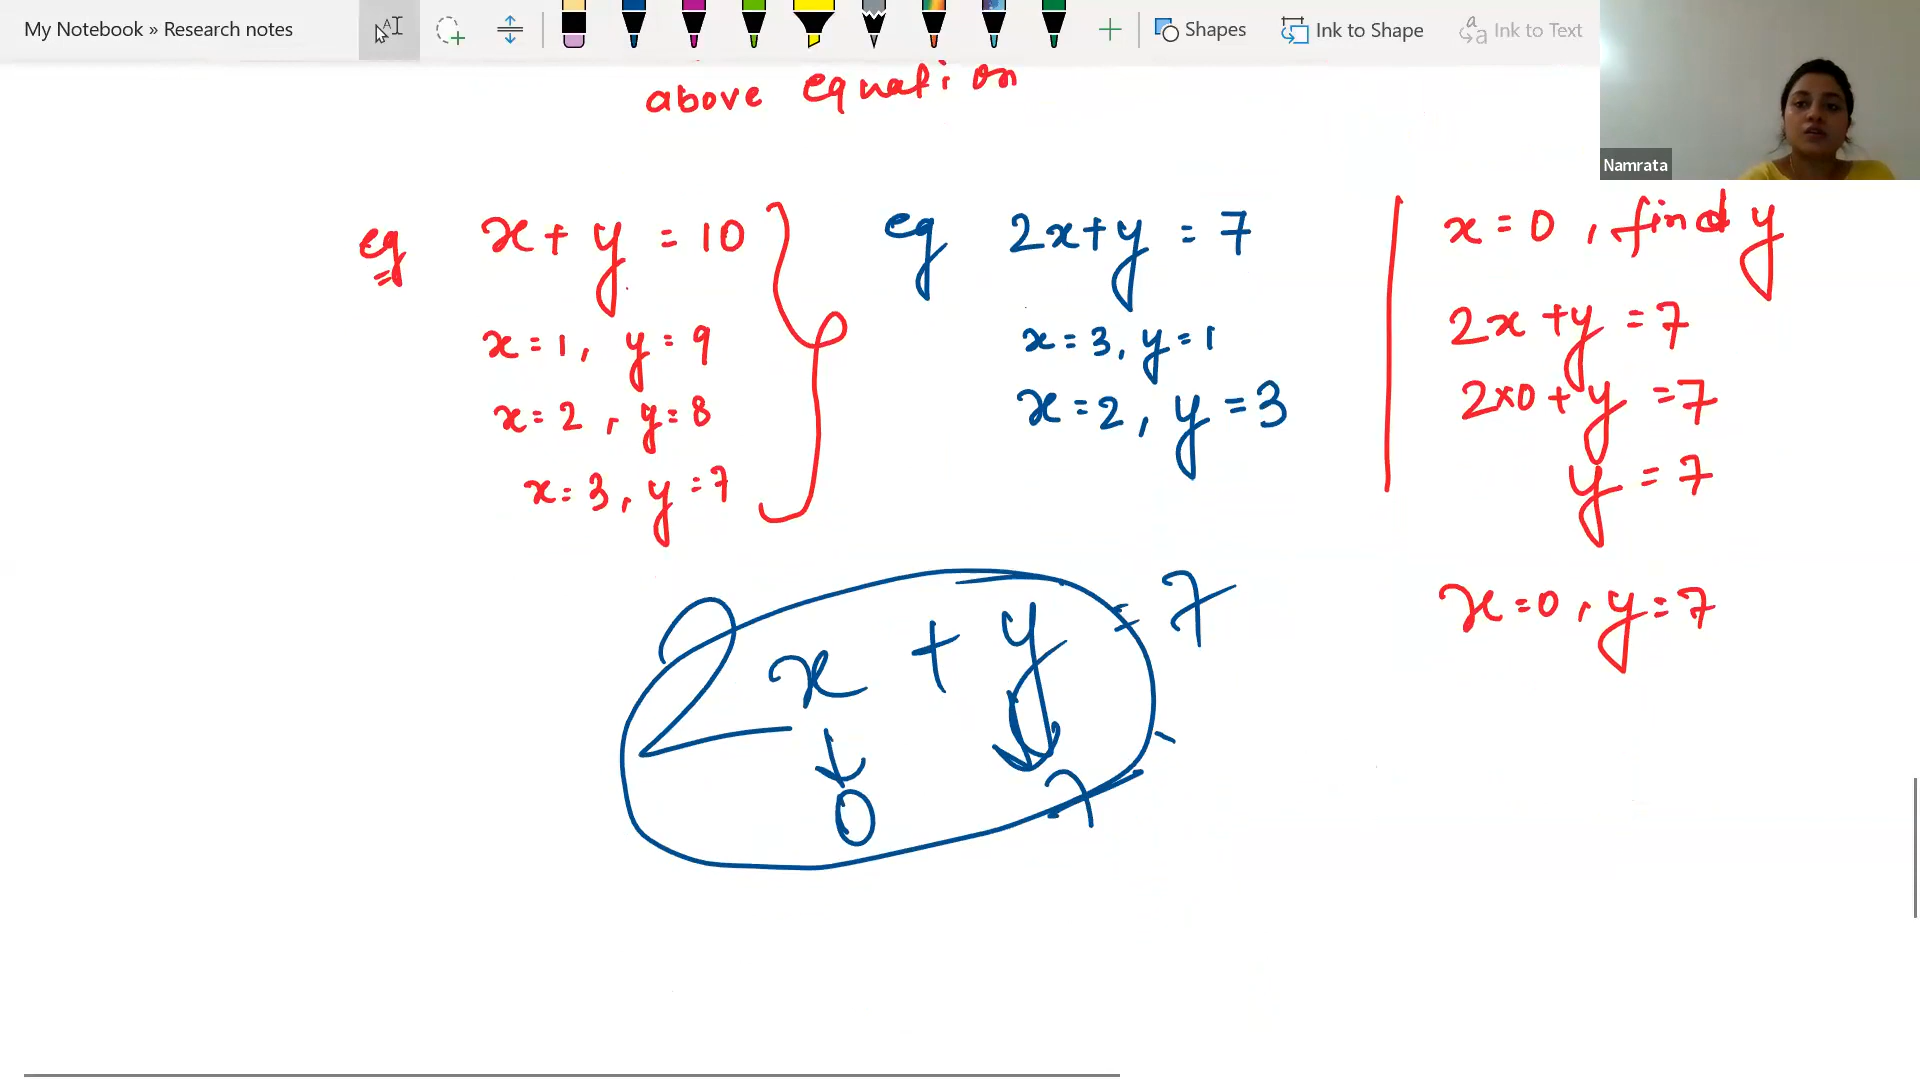 My Notebook » Research notes
Shapes
Ink to Shape
Ink to Text
Namrata
above equation
eg x + y = 10
x = 1, y = 9
x = 2, y = 8
x = 3, y = 7
eg 2x + y = 7
x = 3, y = 1
x = 2, y = 3
x = 0, find y
2x + y = 7
2×0 + y = 7
y = 7
x = 0, y = 7
2x + y = 7
0 7